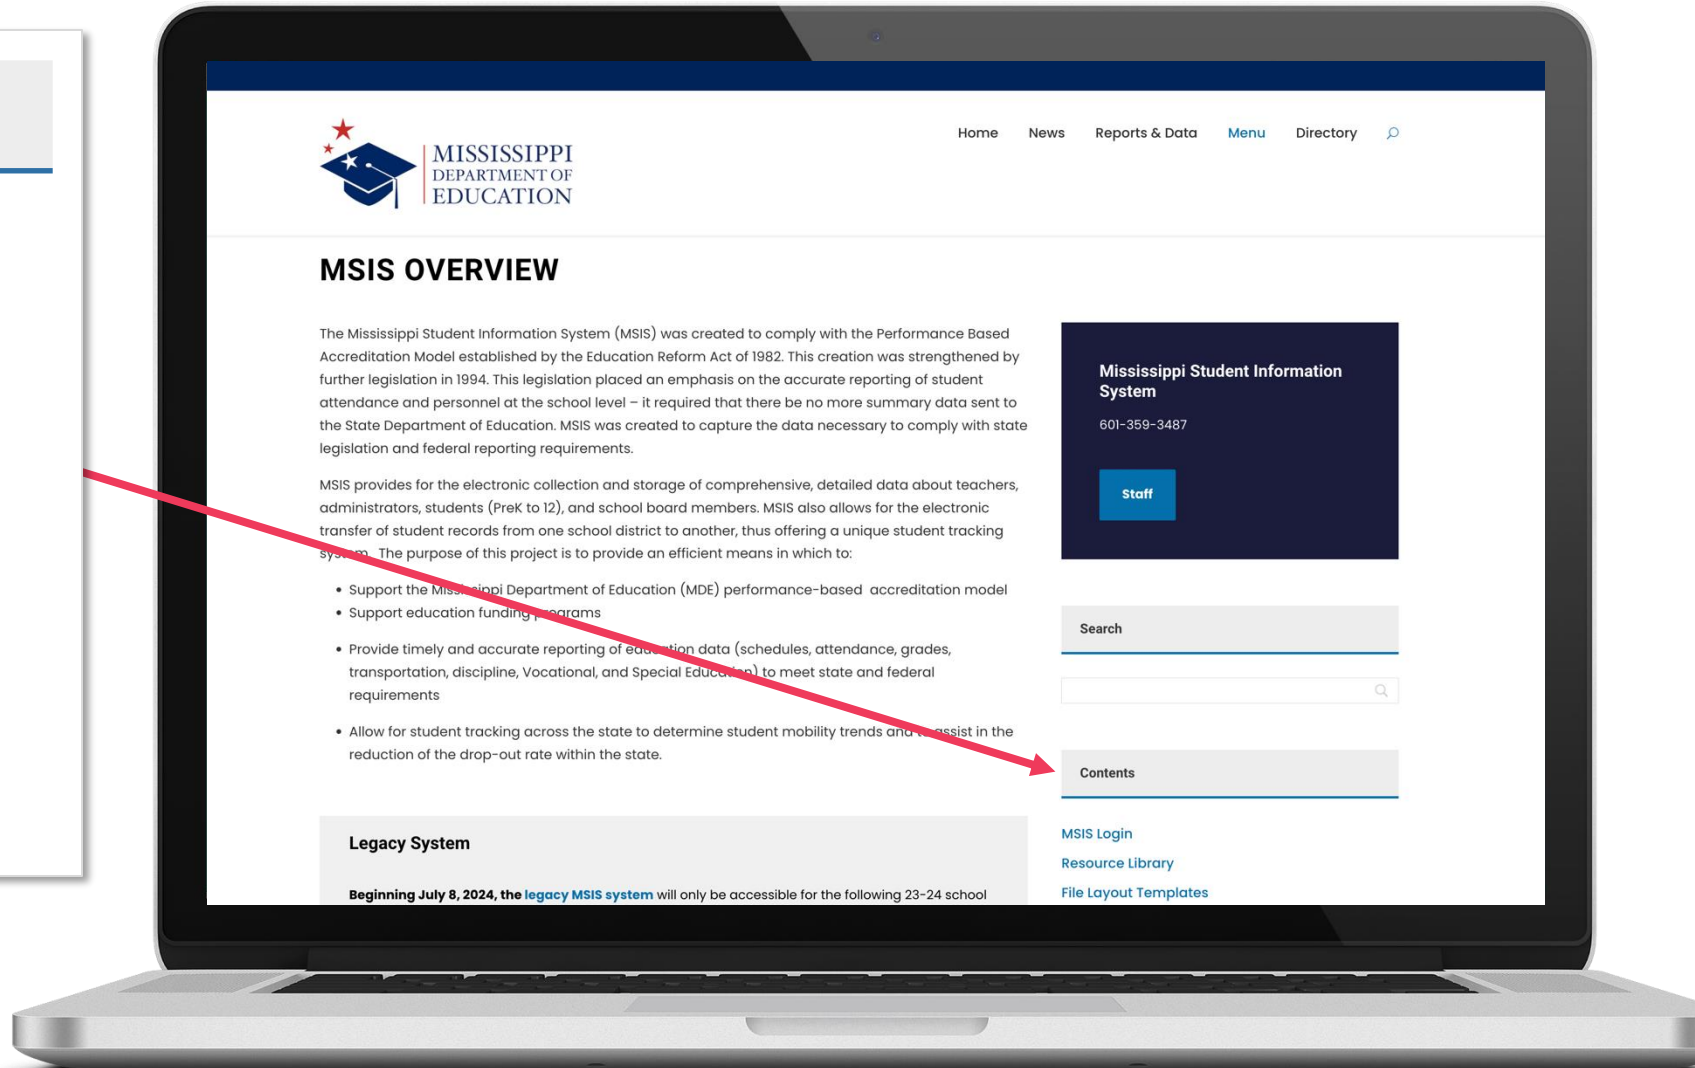 Home News Reports & Data Menu Directory
MISSISSIPPI
DEPARTMENT OF
EDUCATION
MSIS OVERVIEW
The Mississippi Student Information System (MSIS) was created to comply with the Performance Based
Accreditation Model established by the Education Reform Act of 1982. This creation was strengthened by
further legislation in 1994. This legislation placed an emphasis on the accurate reporting of student
attendance and personnel at the school level – it required that there be no more summary data sent to
the State Department of Education. MSIS was created to capture the data necessary to comply with state
legislation and federal reporting requirements.
MSIS provides for the electronic collection and storage of comprehensive, detailed data about teachers,
administrators, students (PreK to 12), and school board members. MSIS also allows for the electronic
transfer of student records from one school district to another, thus offering a unique student tracking
system. The purpose of this project is to provide an efficient means in which to:
• Support the Mississippi Department of Education (MDE) performance-based accreditation model
• Support education funding programs
• Provide timely and accurate reporting of education data (schedules, attendance, grades,
transportation, discipline, Vocational, and Special Education) to meet state and federal
requirements
• Allow for student tracking across the state to determine student mobility trends and to assist in the
reduction of the drop-out rate within the state.
Legacy System
Beginning July 8, 2024, the legacy MSIS system will only be accessible for the following 23-24 school
Mississippi Student Information
System
601-359-3487
Staff
Search
Contents
MSIS Login
Resource Library
File Layout Templates